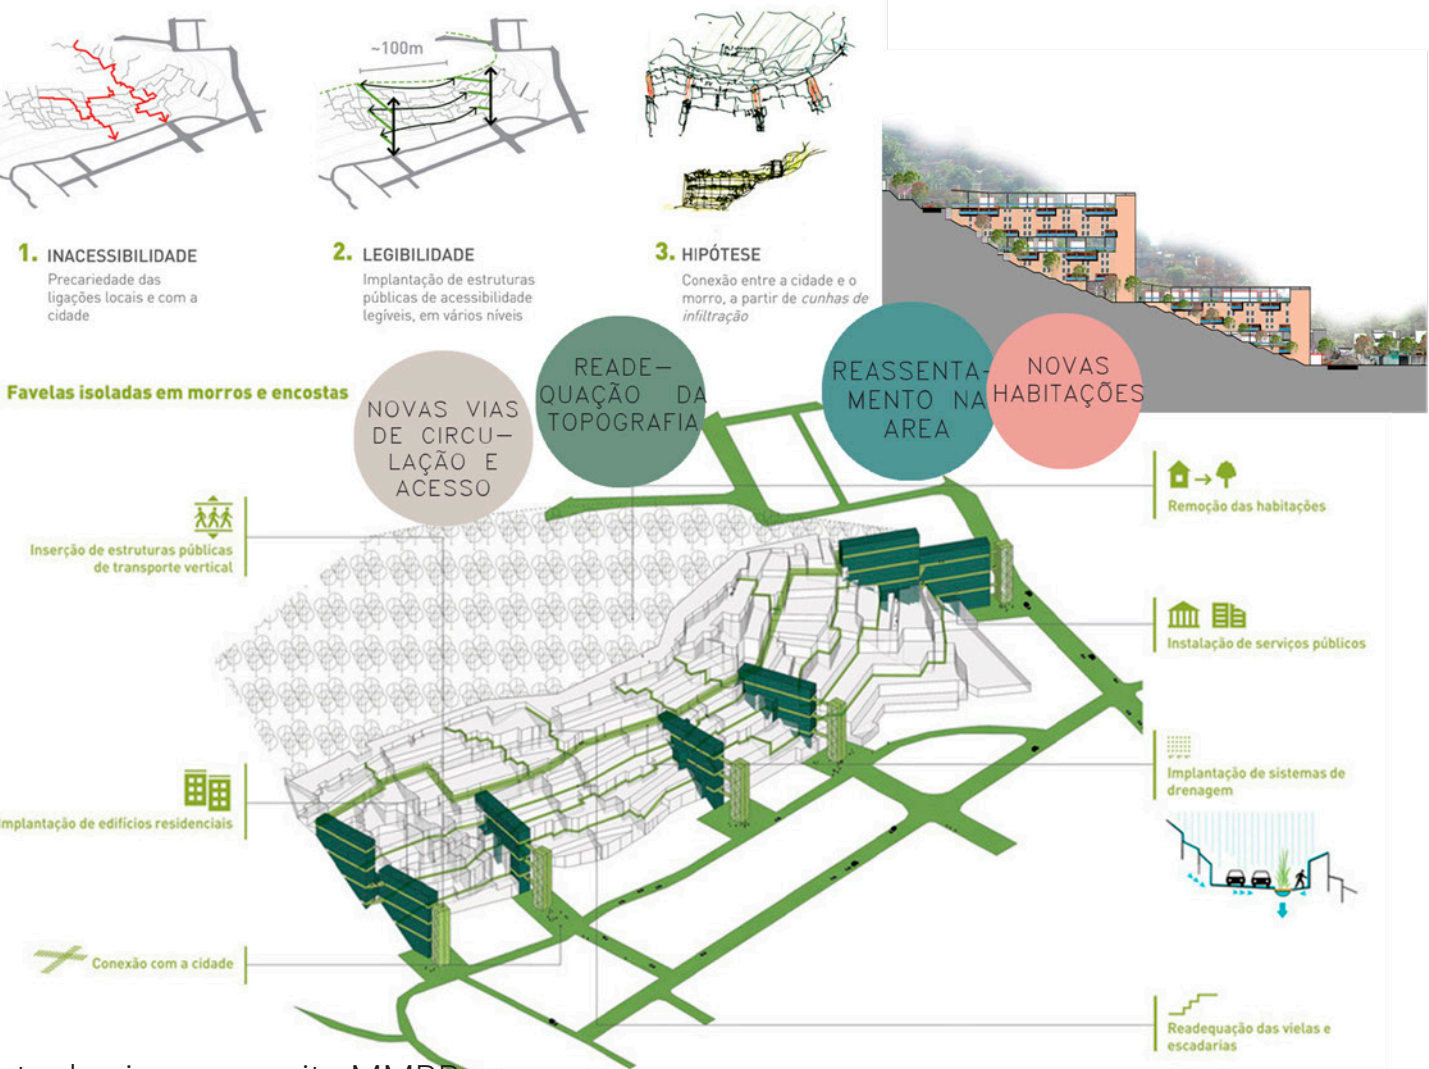 ~100m
1. INACESSIBILIDADE
Precariedade das
ligações locais e com a
cidade
2. LEGIBILIDADE
Implantação de estruturas
públicas de acessibilidade
legíveis, em vários níveis
3. HIPÓTESE
Conexão entre a cidade e o
morro, a partir de cunhas de
infiltração
Favelas isoladas em morros e encostas
NOVAS VIAS
DE CIRCU-
LAÇÃO E
ACESSO
READE-
QUAÇÃO DA
TOPOGRAFIA
REASSENTA-
MENTO NA
AREA
NOVAS
HABITAÇÕES
Inserção de estruturas públicas
de transporte vertical
Implantação de edifícios residenciais
Conexão com a cidade
Remoção das habitações
Instalação de serviços públicos
Implantação de sistemas de
drenagem
Readequação das vielas e
escadarias